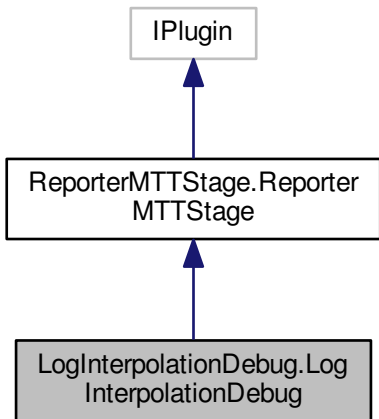 IPlugin
ReporterMTTStage.Reporter
MTTStage
LogInterpolationDebug.Log
InterpolationDebug